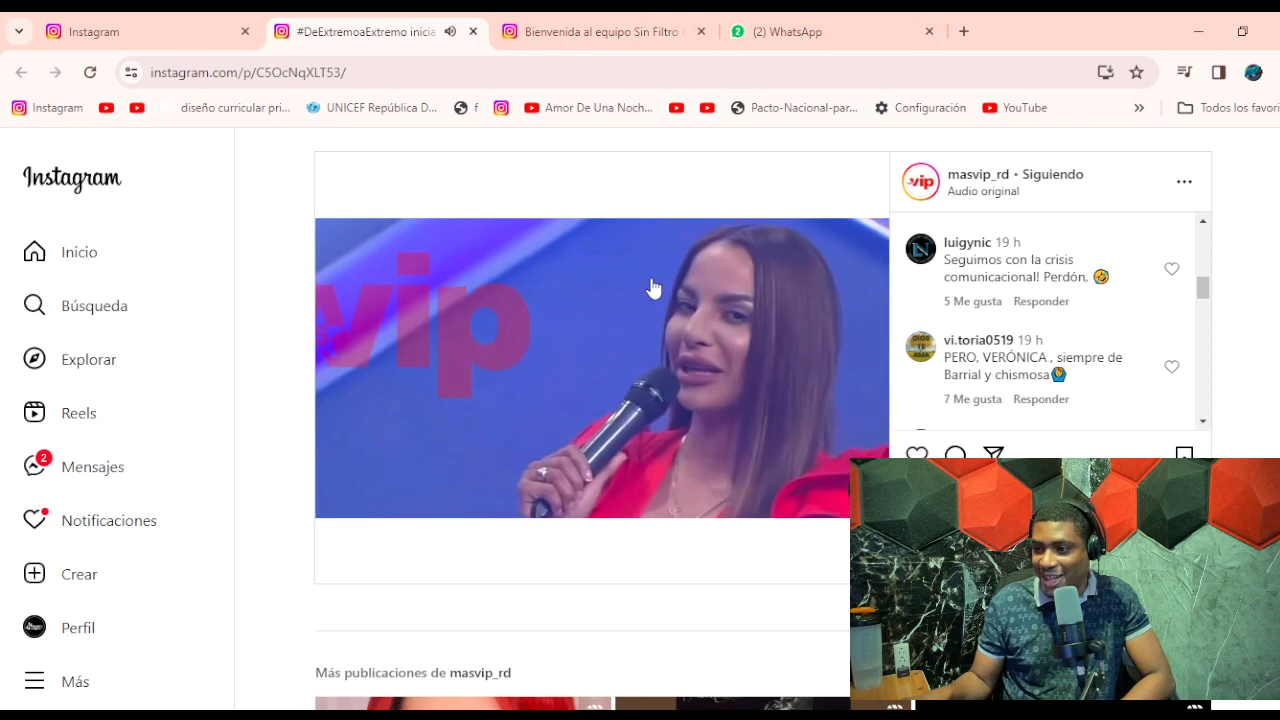 Instagram
#DeExtremoaExtremo inicia
Bienvenida al equipo Sin Filtro
(2) WhatsApp
instagram.com/p/C5OcNqXLT53/
Instagram
diseño curricular pri...
UNICEF República D...
f
Amor De Una Noch...
Pacto-Nacional-par...
Configuración
YouTube
Todos los favori
Instagram
Inicio
Búsqueda
Explorar
Reels
2
Mensajes
Notificaciones
Crear
Perfil
Más
vip
vip
masvip_rd • Siguiendo
Audio original
luigynic 19 h
Seguimos con la crisis
comunicacional! Perdón, 🤣
5 Me gusta Responder
DIOS
TE
AMA
vi.toria0519 19 h
PERO, VERÓNICA , siempre de
Barrial y chismosa🤷‍♂️
7 Me gusta Responder
Más publicaciones de masvip_rd